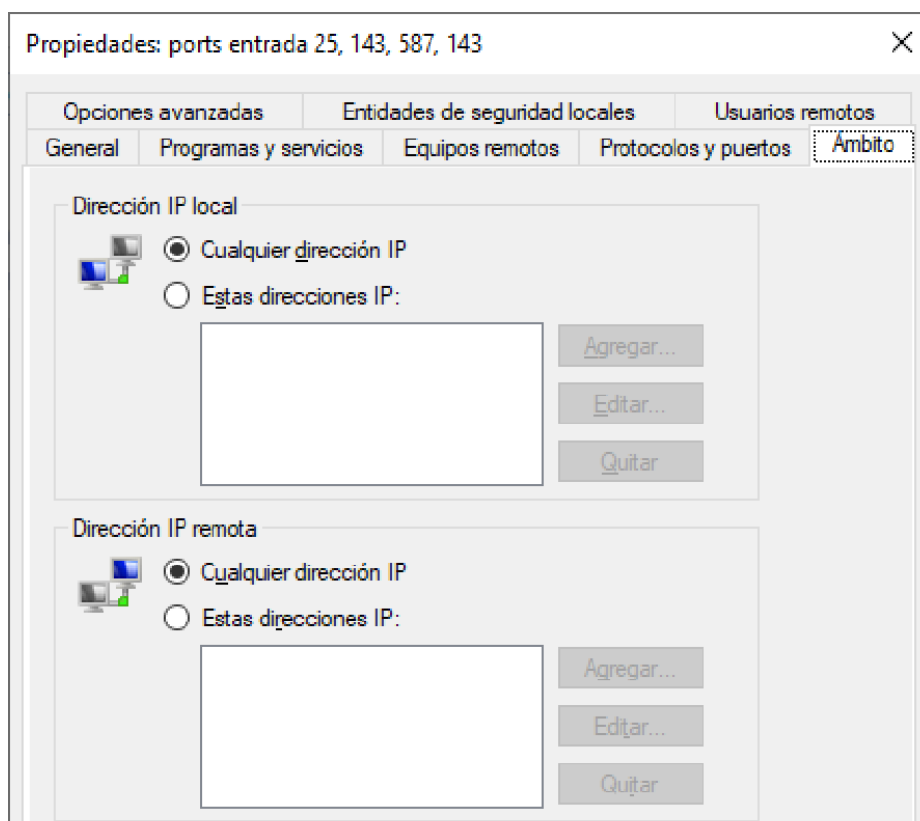 Propiedades: ports entrada 25, 143, 587, 143
Opciones avanzadas Entidades de seguridad locales Usuarios remotos
General Programas y servicios Equipos remotos Protocolos y puertos Ámbito
Dirección IP local
Cualquier dirección IP
Estas direcciones IP:
Agregar...
Editar...
Quitar
Dirección IP remota
Cualquier dirección IP
Estas direcciones IP:
Agregar...
Editar...
Quitar